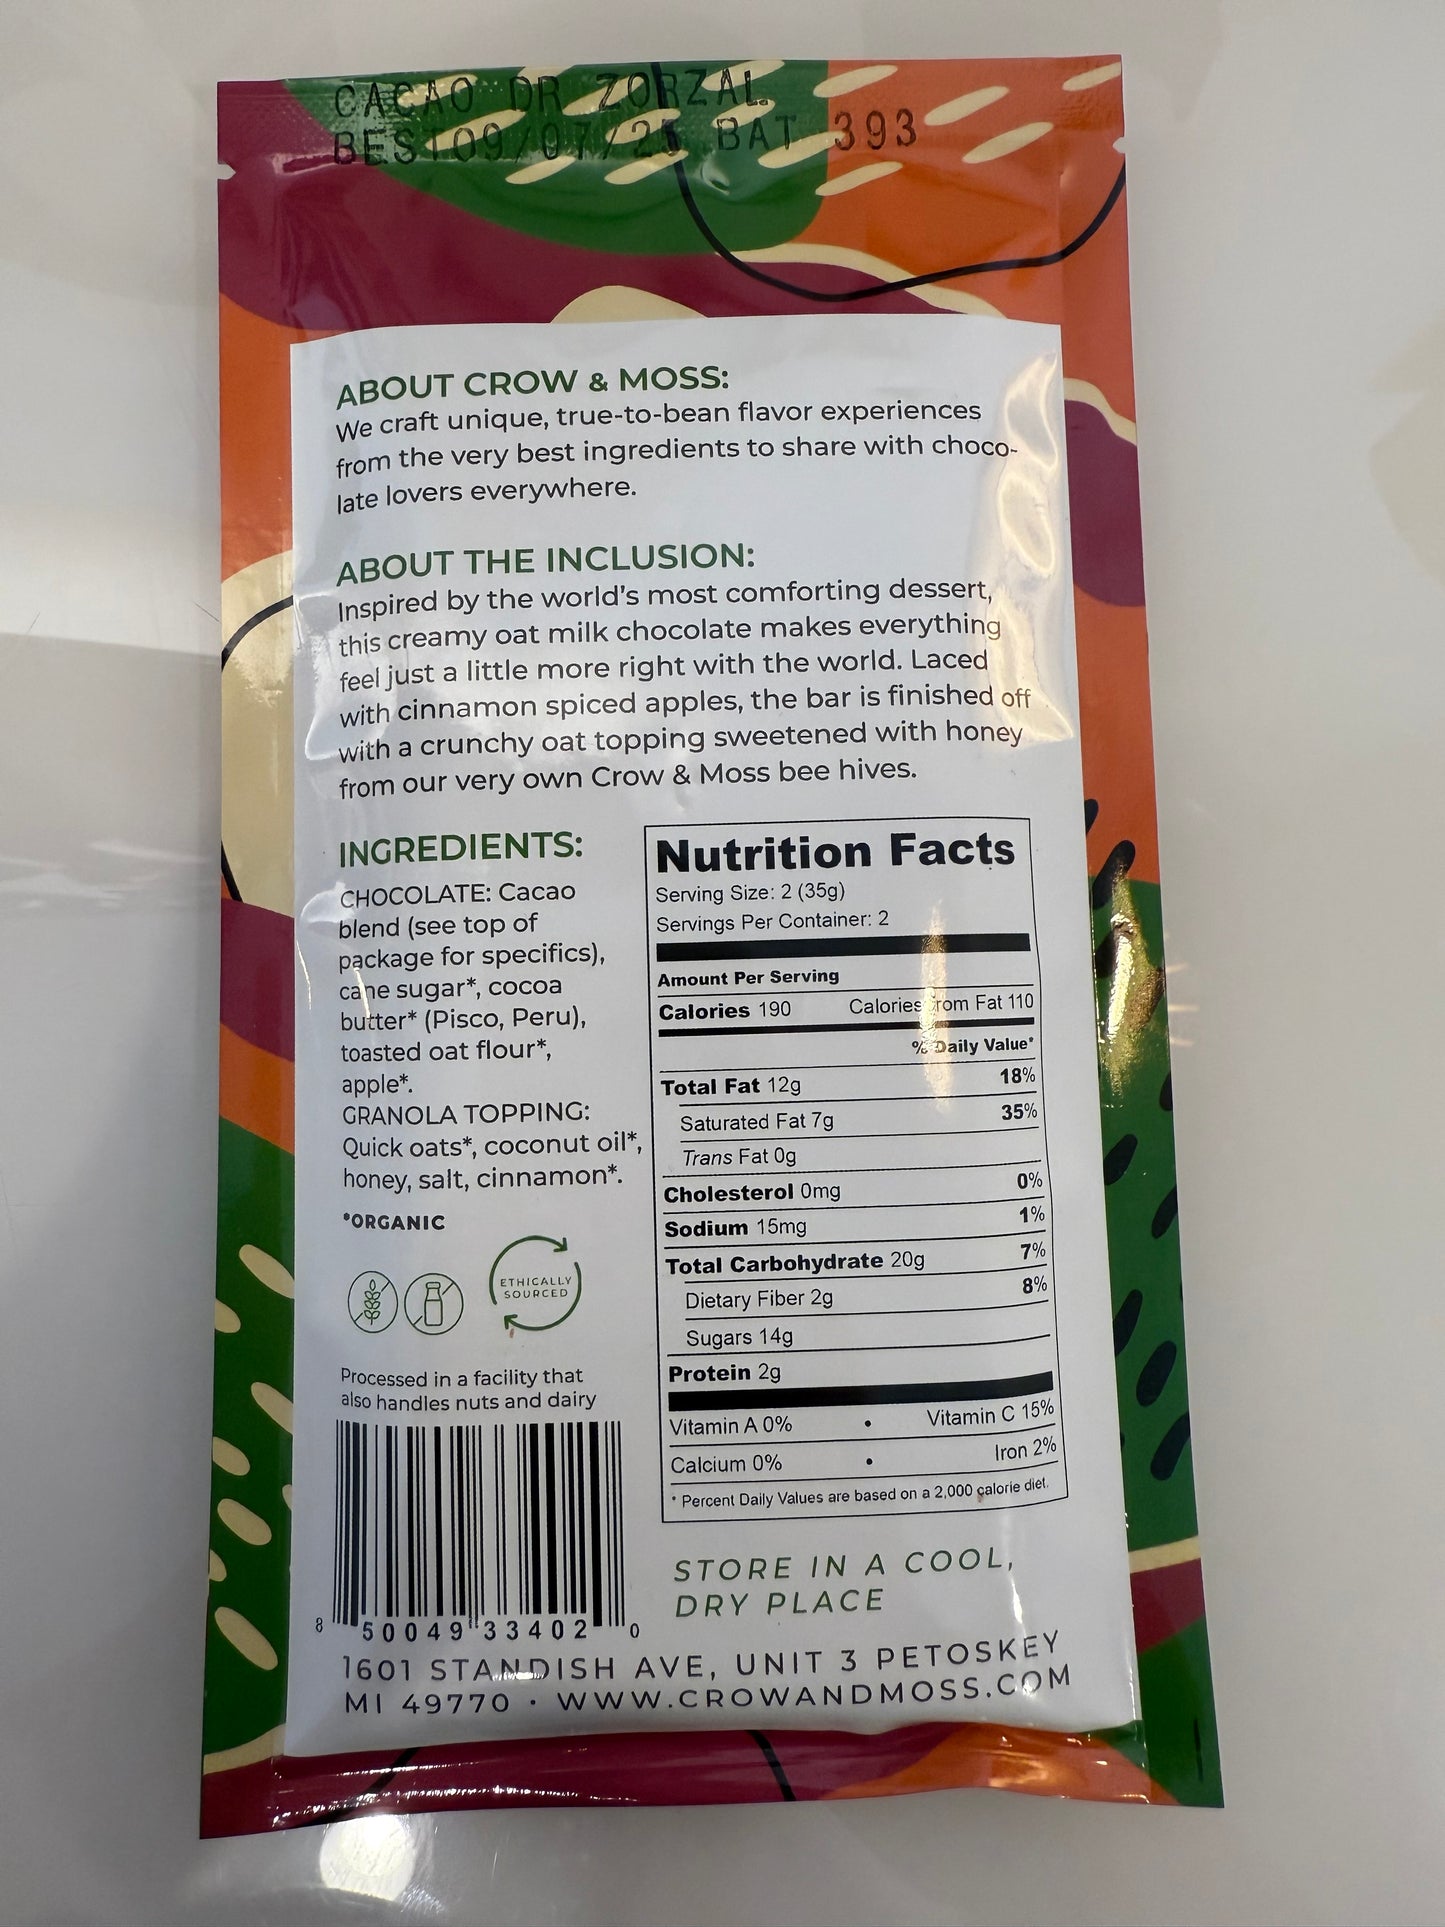 CACAO DR ZORZAL
BEST09/07/2 BAT 393
ABOUT CROW & MOSS:
We craft unique, true-to-bean flavor experiences
from the very best ingredients to share with choco-
late lovers everywhere.
ABOUT THE INCLUSION:
Inspired by the world's most comforting dessert,
this creamy oat milk chocolate makes everything
feel just a little more right with the world. Laced
with cinnamon spiced apples, the bar is finished off
with a crunchy oat topping sweetened with honey
from our very own Crow & Moss bee hives.
INGREDIENTS:
CHOCOLATE: Cacao
blend (see top of
package for specifics),
cane sugar*, cocoa
butter* (Pisco, Peru),
toasted oat flour*,
apple*.
GRANOLA TOPPING:
Quick oats*, coconut oil*,
honey, salt, cinnamon*.
*ORGANIC
ETHICALLY
SOURCED
Processed in a facility that
also handles nuts and dairy
8 50049 33402 0
Nutrition Facts
Serving Size: 2 (35g)
Servings Per Container: 2
Amount Per Serving
Calories 190 Calories from Fat 110
% Daily Value*
Total Fat 12g 18%
Saturated Fat 7g 35%
Trans Fat 0g
Cholesterol 0mg 0%
Sodium 15mg 1%
Total Carbohydrate 20g 7%
Dietary Fiber 2g 8%
Sugars 14g
Protein 2g
Vitamin A 0% • Vitamin C 15%
Calcium 0% • Iron 2%
* Percent Daily Values are based on a 2,000 calorie diet.
STORE IN A COOL,
DRY PLACE
1601 STANDISH AVE, UNIT 3 PETOSKEY
MI 49770 · WWW.CROWANDMOSS.COM